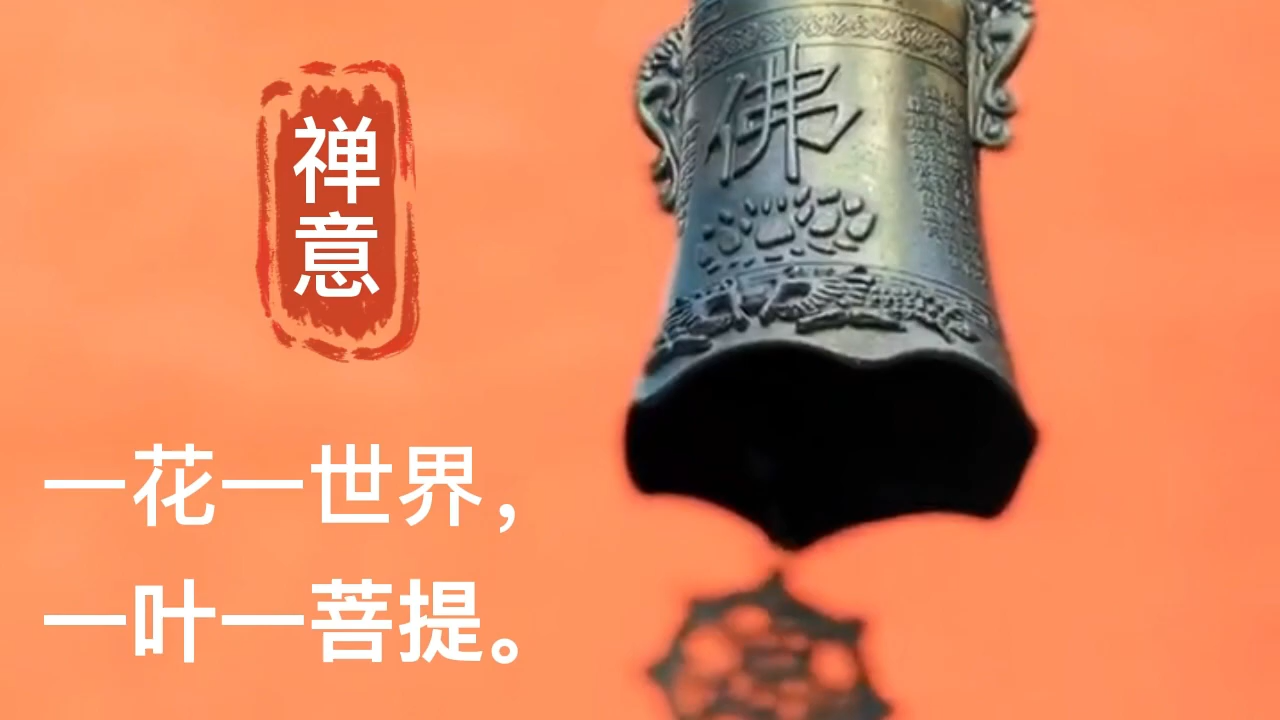 禅意
佛
一花一世界，
一叶一菩提。